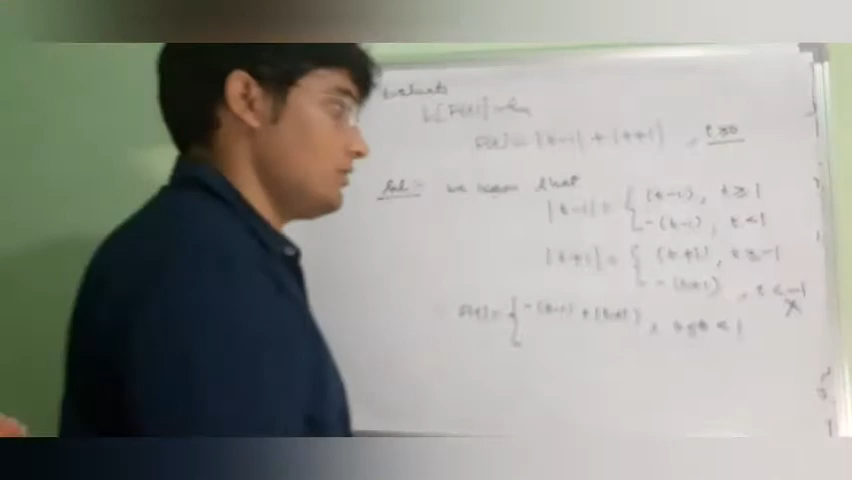 Evaluate
L[F(t)] where
F(t) = |t-1| + |t+1| , t≥0
Sol:- we know that
|t-1| = { (t-1), t≥1
-(t-1), t<1
|t+1| = { (t+1), t≥-1
-(t+1), t<-1
F(t) = { -(t-1) + (t+1), 0≤t<1